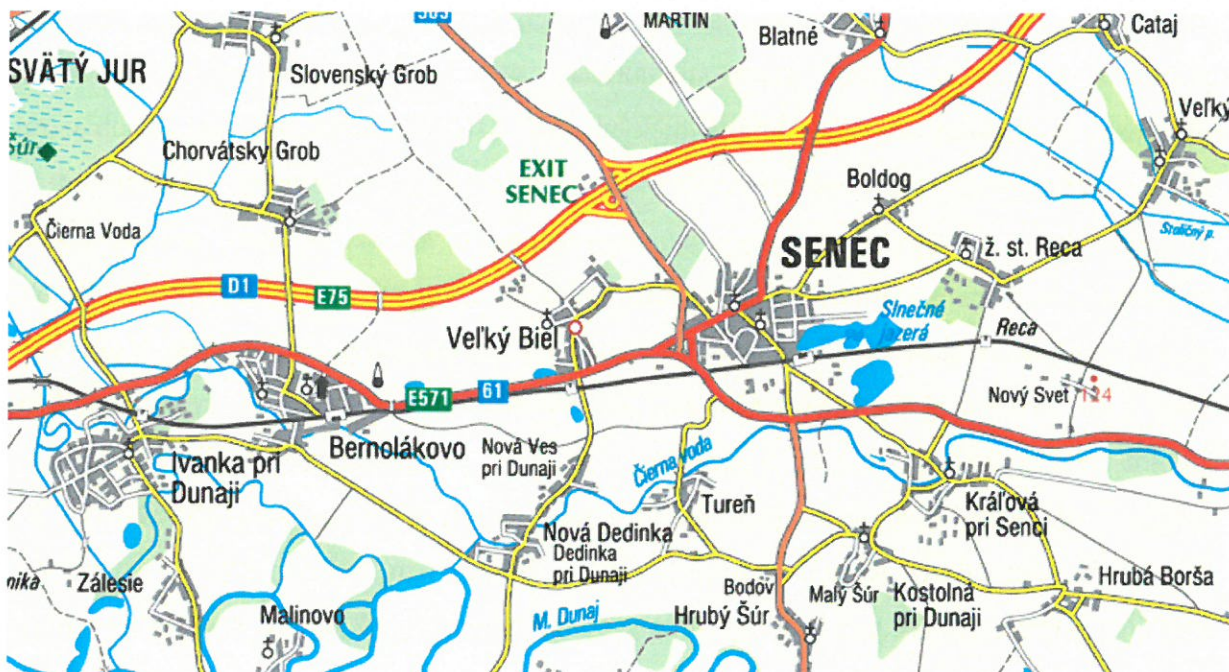 503
MARTIN
Blatné
Cataj
SVÄTÝ JUR
Slovenský Grob
Veľký
Šúr
Chorvátsky Grob
EXIT
SENEC
Boldog
Čierna Voda
SENEC
ž. st. Reca
Stoličný p.
D1
E75
Slnečné
jazerá
Reca
Veľký Biel
E571
61
Nový Svet
124
Bernolákovo
Nová Ves
pri Dunaji
Čierna voda
Ivanka pri
Dunaji
Tureň
Kráľová
pri Senci
Nová Dedinka
Dedinka
pri Dunaji
nika
Zálesie
Malinovo
M. Dunaj
Bodov
Hrubý Šúr
Malý Šúr
Kostolná
pri Dunaji
Hrubá Borša